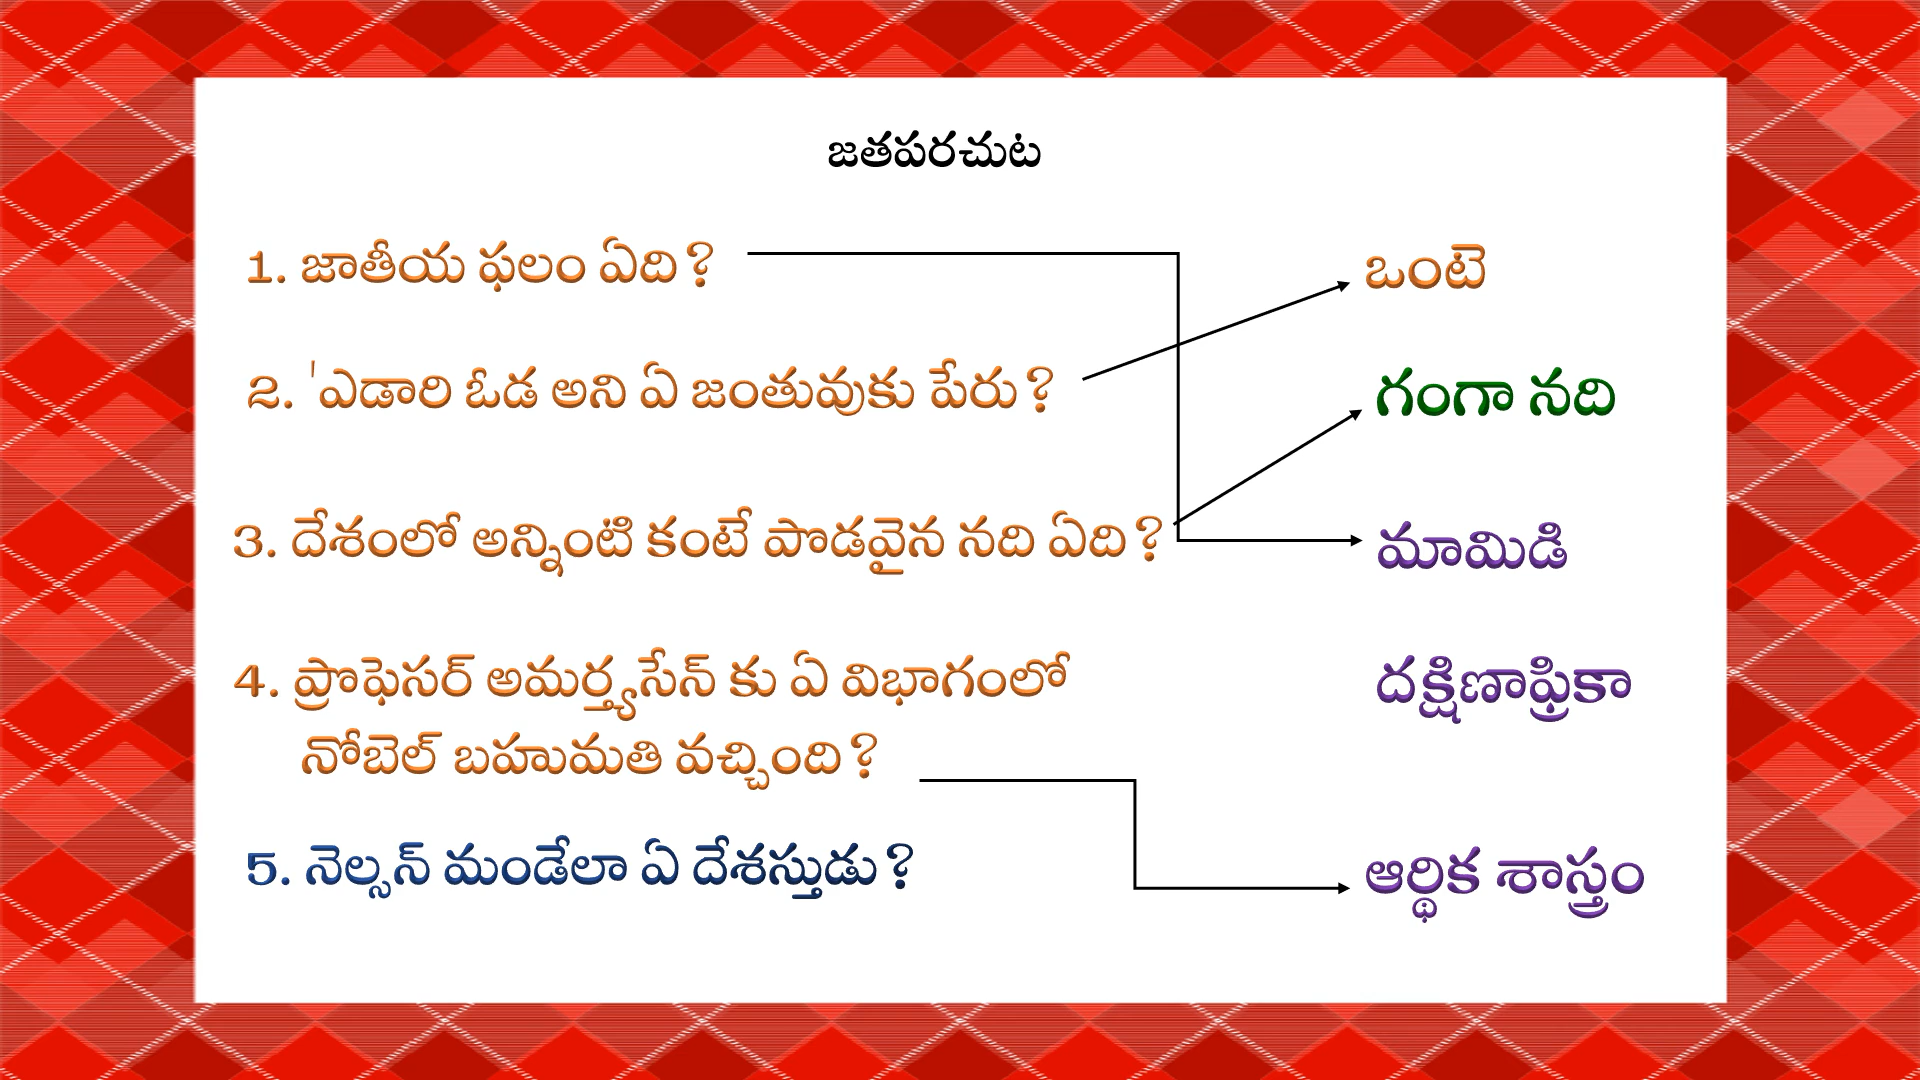 జతపరచుట
1. జాతీయ ఫలం ఏది?
ఒంటె
2. 'ఎడారి ఓడ అని ఏ జంతువుకు పేరు?
గంగా నది
3. దేశంలో అన్నింటి కంటే పొడవైన నది ఏది?
మామిడి
4. ప్రొఫెసర్ అమర్త్యసేన్ కు ఏ విభాగంలో
దక్షిణాఫ్రికా
నోబెల్ బహుమతి వచ్చింది?
5. నెల్సన్ మండేలా ఏ దేశస్తుడు?
ఆర్థిక శాస్త్రం